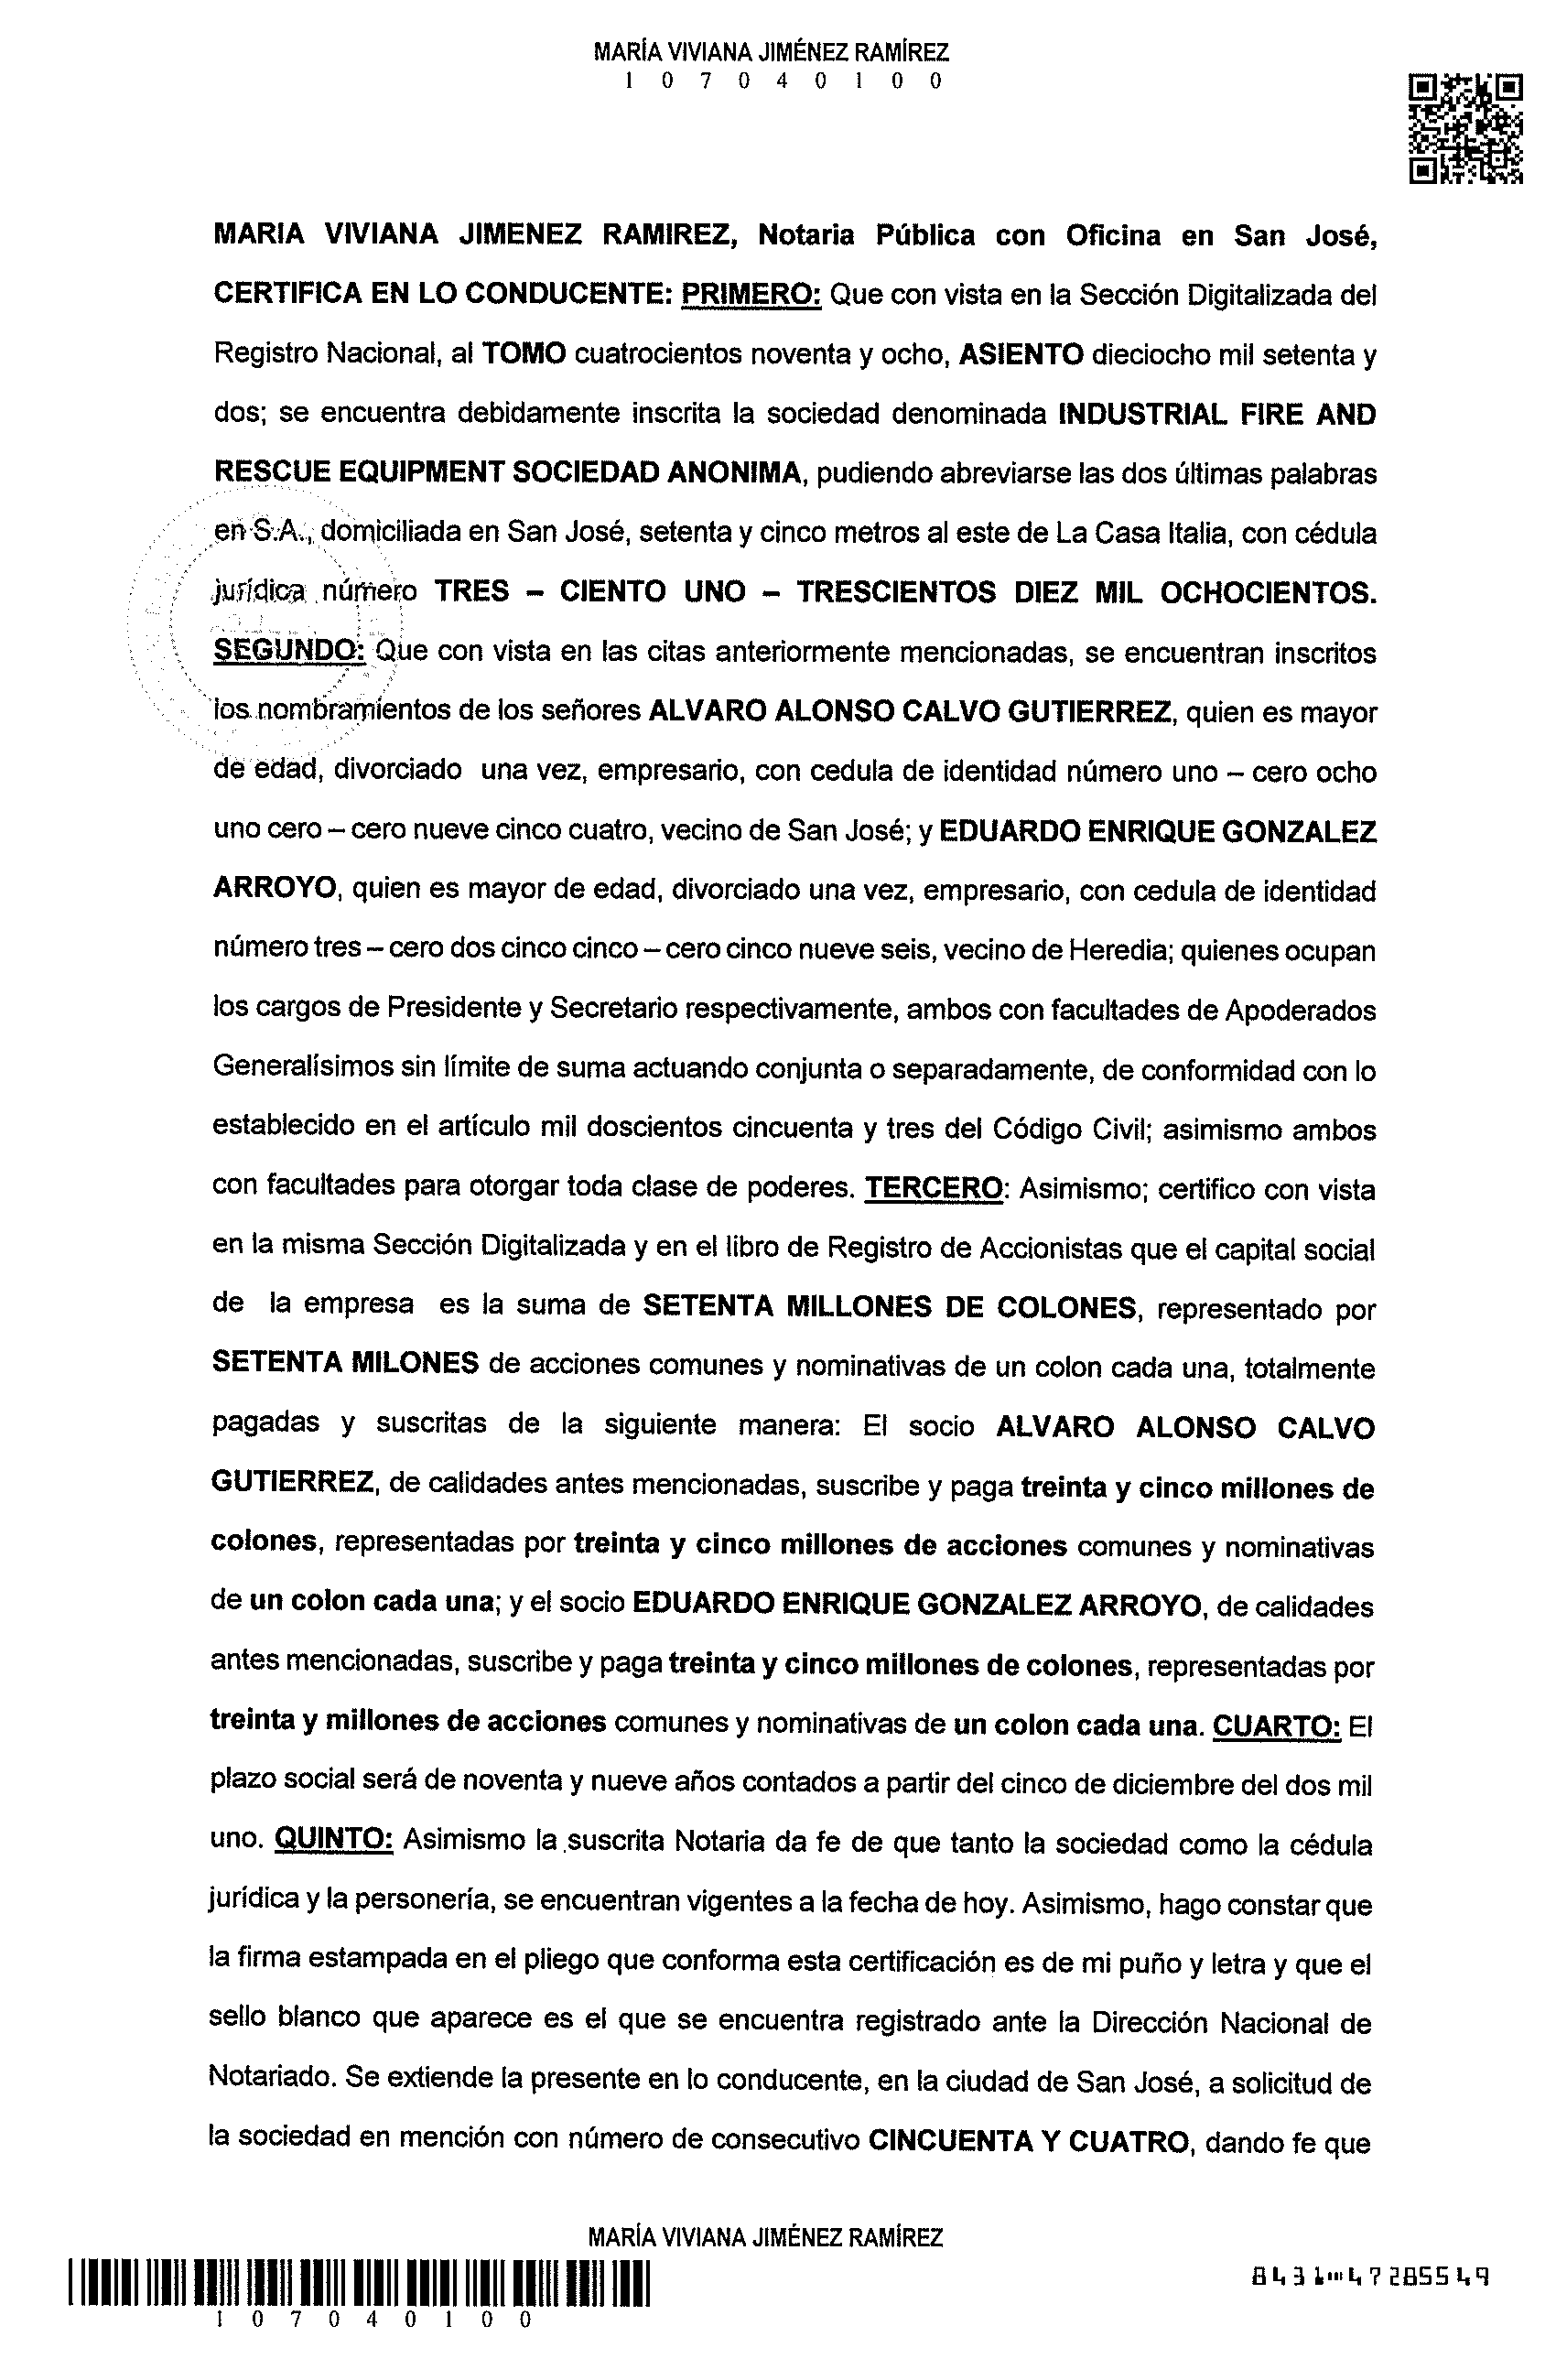 MARÍA VIVIANA JIMÉNEZ RAMÍREZ
1 0 7 0 4 0 1 0 0
MARIA VIVIANA JIMENEZ RAMIREZ, Notaria Pública con Oficina en San José,
CERTIFICA EN LO CONDUCENTE: PRIMERO: Que con vista en la Sección Digitalizada del
Registro Nacional, al TOMO cuatrocientos noventa y ocho, ASIENTO dieciocho mil setenta y
dos; se encuentra debidamente inscrita la sociedad denominada INDUSTRIAL FIRE AND
RESCUE EQUIPMENT SOCIEDAD ANONIMA, pudiendo abreviarse las dos últimas palabras
en S.A., domiciliada en San José, setenta y cinco metros al este de La Casa Italia, con cédula
jurídica número TRES – CIENTO UNO – TRESCIENTOS DIEZ MIL OCHOCIENTOS.
SEGUNDO: Que con vista en las citas anteriormente mencionadas, se encuentran inscritos
los nombramientos de los señores ALVARO ALONSO CALVO GUTIERREZ, quien es mayor
de edad, divorciado una vez, empresario, con cedula de identidad número uno – cero ocho
uno cero – cero nueve cinco cuatro, vecino de San José; y EDUARDO ENRIQUE GONZALEZ
ARROYO, quien es mayor de edad, divorciado una vez, empresario, con cedula de identidad
número tres – cero dos cinco cinco – cero cinco nueve seis, vecino de Heredia; quienes ocupan
los cargos de Presidente y Secretario respectivamente, ambos con facultades de Apoderados
Generalísimos sin límite de suma actuando conjunta o separadamente, de conformidad con lo
establecido en el artículo mil doscientos cincuenta y tres del Código Civil; asimismo ambos
con facultades para otorgar toda clase de poderes. TERCERO: Asimismo; certifico con vista
en la misma Sección Digitalizada y en el libro de Registro de Accionistas que el capital social
de la empresa es la suma de SETENTA MILLONES DE COLONES, representado por
SETENTA MILONES de acciones comunes y nominativas de un colon cada una, totalmente
pagadas y suscritas de la siguiente manera: El socio ALVARO ALONSO CALVO
GUTIERREZ, de calidades antes mencionadas, suscribe y paga treinta y cinco millones de
colones, representadas por treinta y cinco millones de acciones comunes y nominativas
de un colon cada una; y el socio EDUARDO ENRIQUE GONZALEZ ARROYO, de calidades
antes mencionadas, suscribe y paga treinta y cinco millones de colones, representadas por
treinta y millones de acciones comunes y nominativas de un colon cada una. CUARTO: El
plazo social será de noventa y nueve años contados a partir del cinco de diciembre del dos mil
uno. QUINTO: Asimismo la suscrita Notaria da fe de que tanto la sociedad como la cédula
jurídica y la personería, se encuentran vigentes a la fecha de hoy. Asimismo, hago constar que
la firma estampada en el pliego que conforma esta certificación es de mi puño y letra y que el
sello blanco que aparece es el que se encuentra registrado ante la Dirección Nacional de
Notariado. Se extiende la presente en lo conducente, en la ciudad de San José, a solicitud de
la sociedad en mención con número de consecutivo CINCUENTA Y CUATRO, dando fe que
MARÍA VIVIANA JIMÉNEZ RAMÍREZ
1 0 7 0 4 0 1 0 0